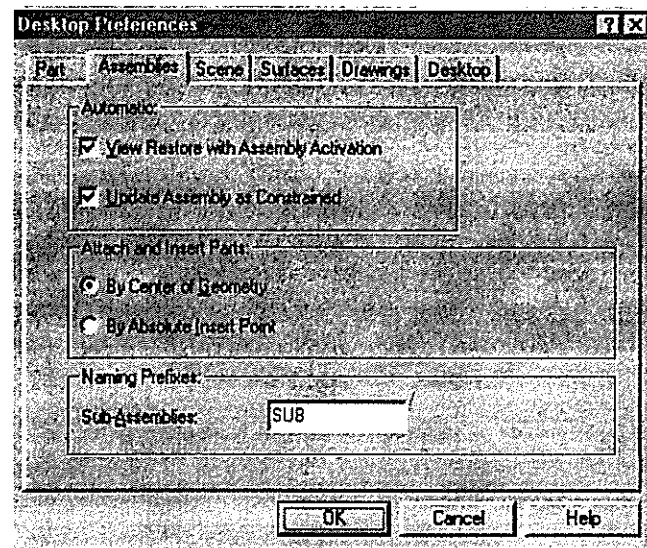 Desktop Preferences
Part Assemblies Scene Surfaces Drawings Desktop
Automatic:
View Restore with Assembly Activation
Update Assembly as Constrained
Attach and Insert Parts:
By Center of Geometry
By Absolute Insert Point
Naming Prefixes:
Sub-Assemblies: SUB
OK Cancel Help